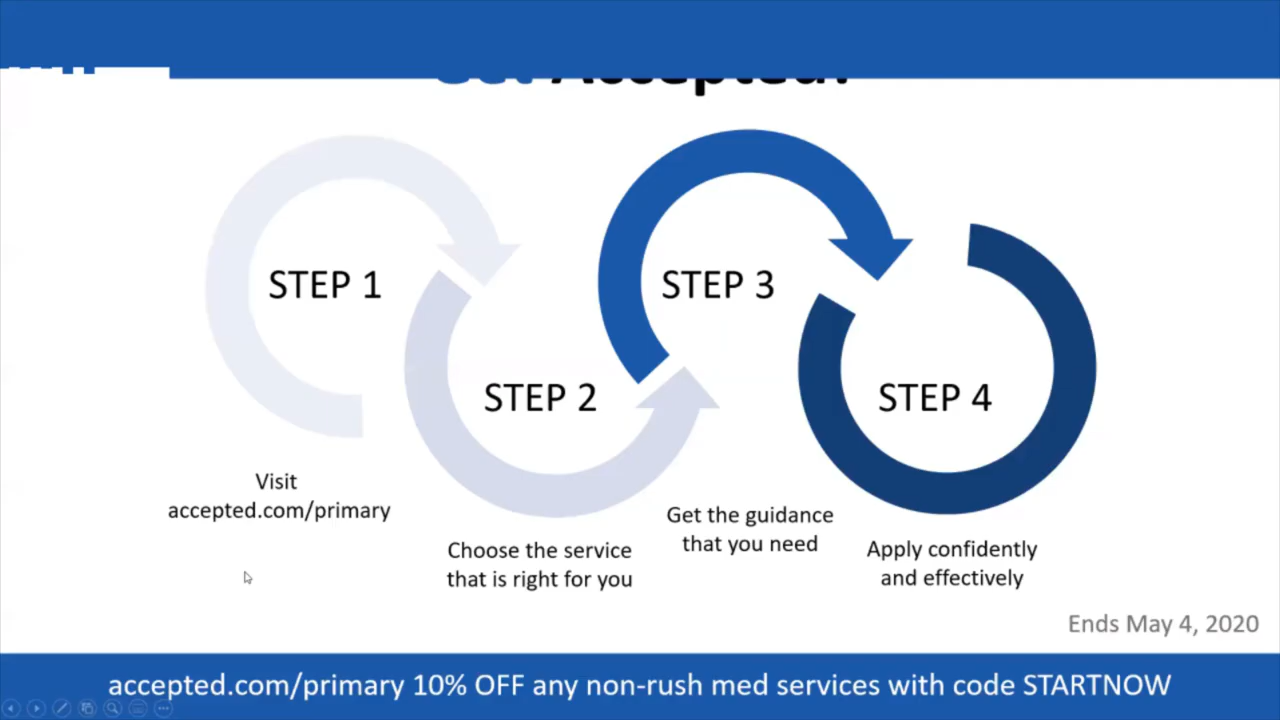 Accepted!
STEP 1
STEP 2
STEP 3
STEP 4
Visit
accepted.com/primary
Choose the service
that is right for you
Get the guidance
that you need
Apply confidently
and effectively
Ends May 4, 2020
accepted.com/primary 10% OFF any non-rush med services with code STARTNOW